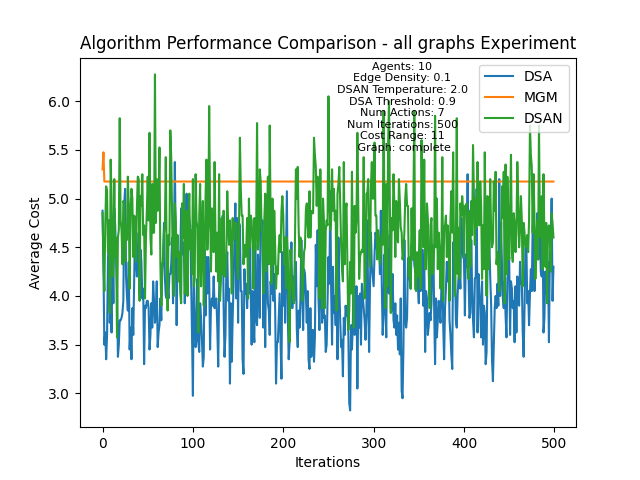 Algorithm Performance Comparison - all graphs Experiment
Agents: 10
Edge Density: 0.1
DSAN Temperature: 2.0
DSA Threshold: 0.9
Num Actions: 7
Num Iterations: 500
Cost Range: 11
Graph: complete
DSA
MGM
DSAN
Average Cost
6.0
5.5
5.0
4.5
4.0
3.5
3.0
0
100
200
300
400
500
Iterations